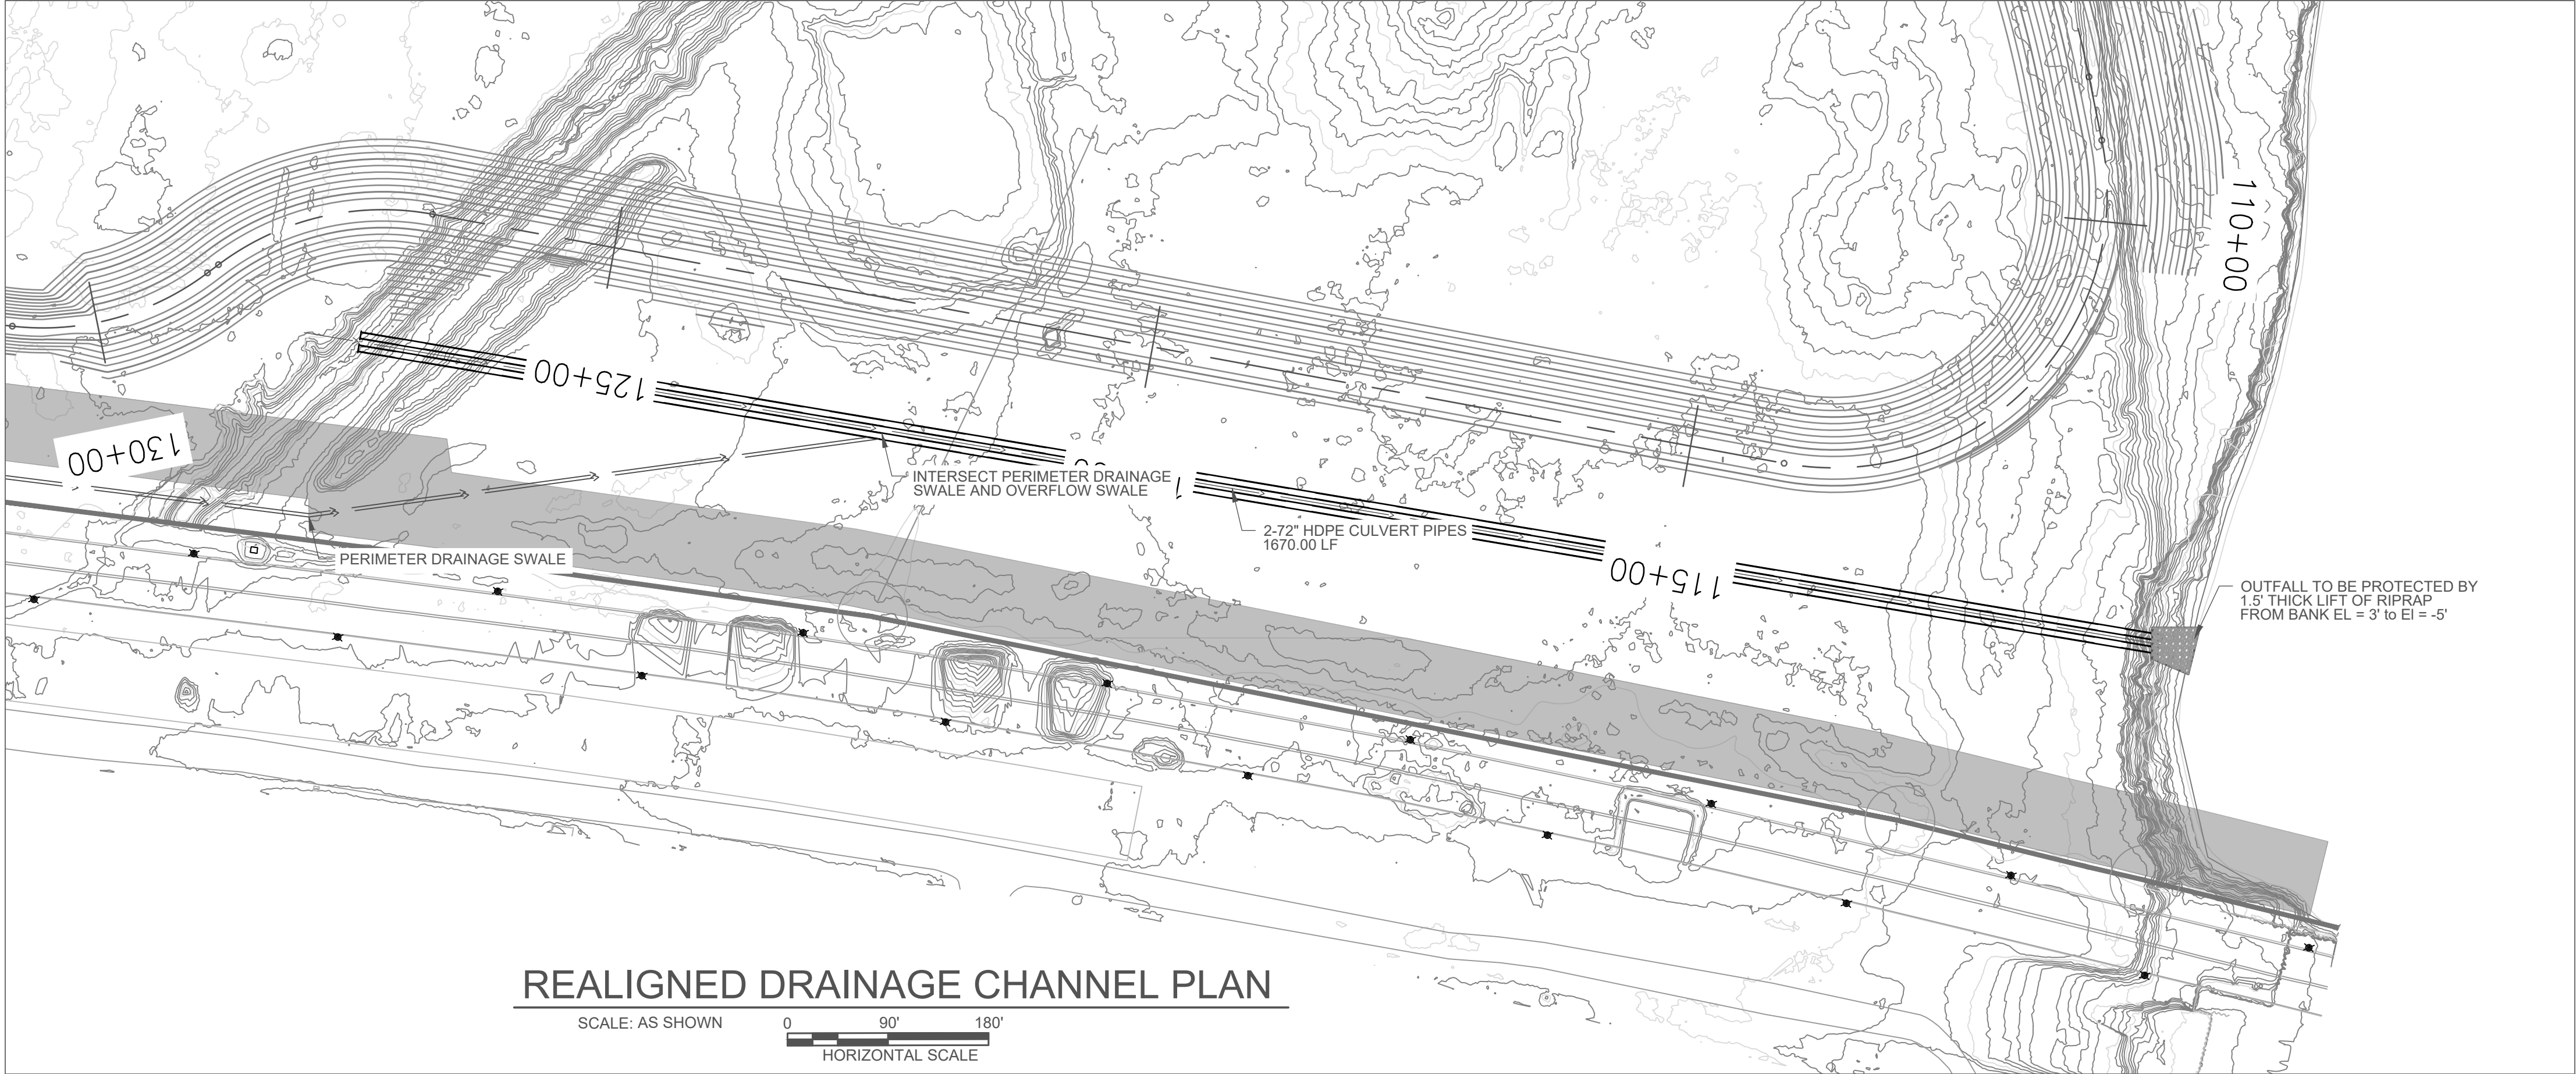 110+00
125+00
130+00
INTERSECT PERIMETER DRAINAGE
SWALE AND OVERFLOW SWALE
2-72" HDPE CULVERT PIPES
1670.00 LF
PERIMETER DRAINAGE SWALE
115+00
OUTFALL TO BE PROTECTED BY
1.5' THICK LIFT OF RIPRAP
FROM BANK EL = 3' to El = -5'
REALIGNED DRAINAGE CHANNEL PLAN
SCALE: AS SHOWN
0 90' 180'
HORIZONTAL SCALE